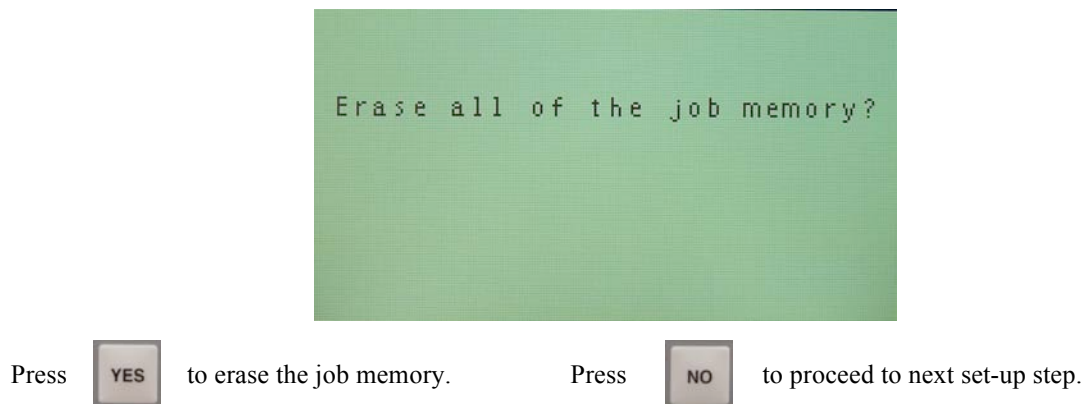 Erase all of the job memory?
Press YES to erase the job memory. Press NO to proceed to next set-up step.